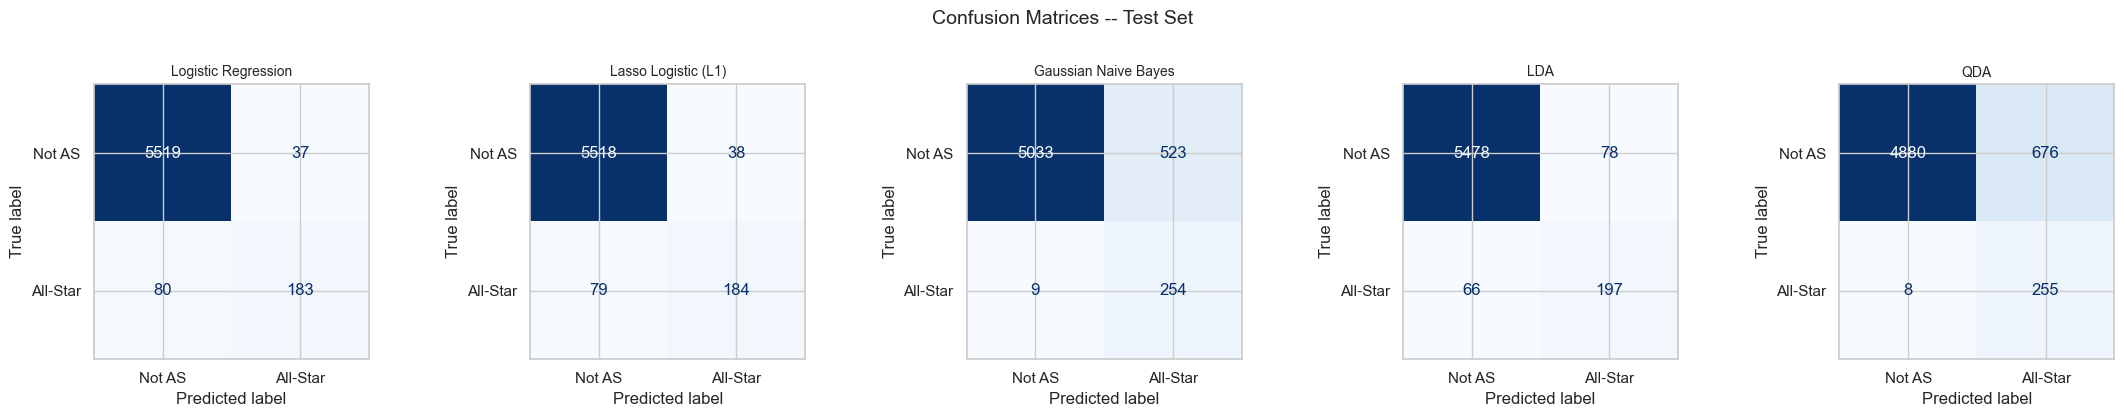 Confusion Matrices -- Test Set
Logistic Regression
True label
Not AS
5519
37
All-Star
80
183
Not AS
All-Star
Predicted label
Lasso Logistic (L1)
True label
Not AS
5518
38
All-Star
79
184
Not AS
All-Star
Predicted label
Gaussian Naive Bayes
True label
Not AS
5033
523
All-Star
9
254
Not AS
All-Star
Predicted label
LDA
True label
Not AS
5478
78
All-Star
66
197
Not AS
All-Star
Predicted label
QDA
True label
Not AS
4880
676
All-Star
8
255
Not AS
All-Star
Predicted label